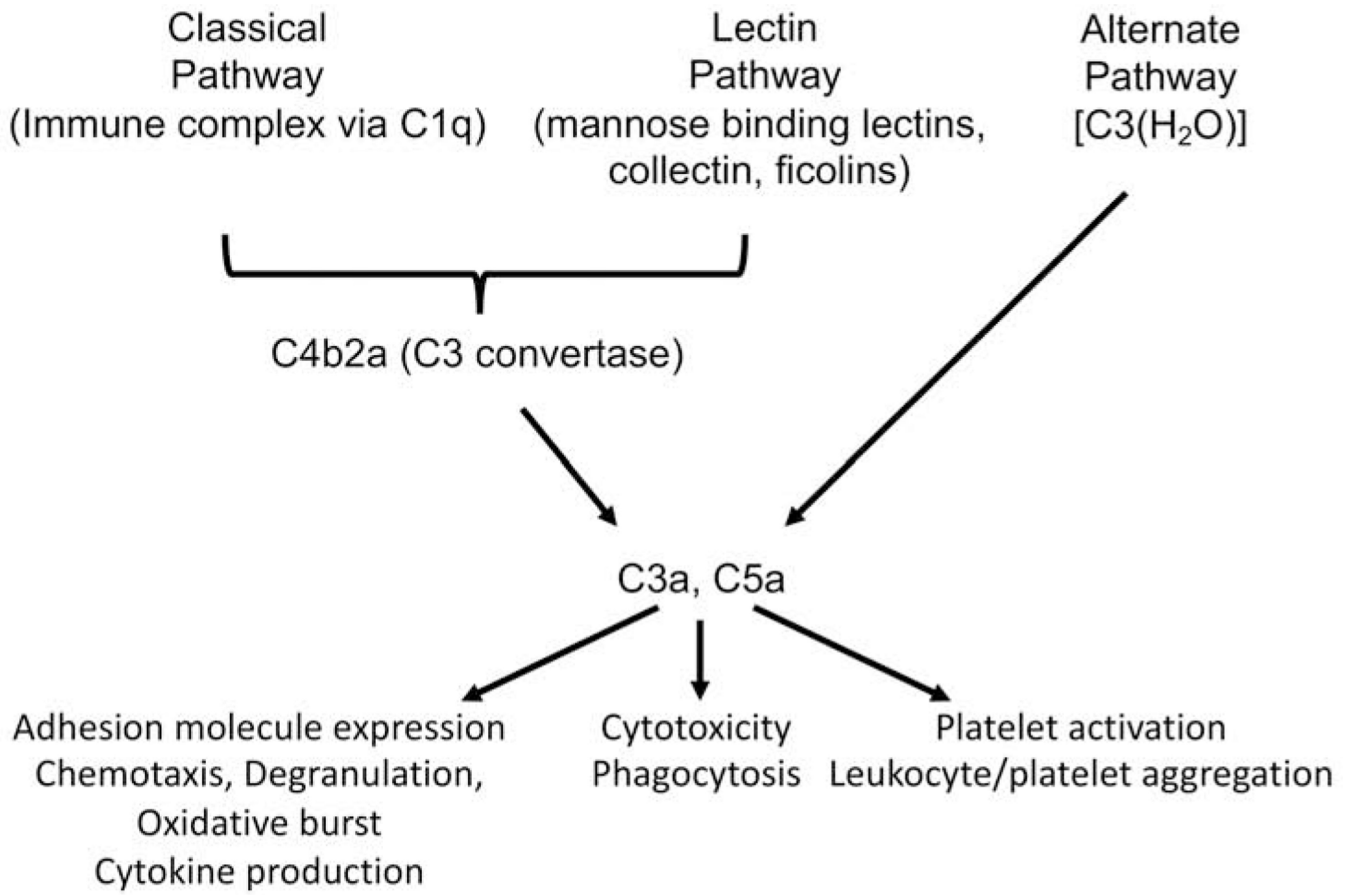 Classical
Pathway
(Immune complex via C1q)
Lectin
Pathway
(mannose binding lectins,
collectin, ficolins)
Alternate
Pathway
[C3(H₂O)]
C4b2a (C3 convertase)
C3a, C5a
Adhesion molecule expression
Chemotaxis, Degranulation,
Oxidative burst
Cytokine production
Cytotoxicity
Phagocytosis
Platelet activation
Leukocyte/platelet aggregation